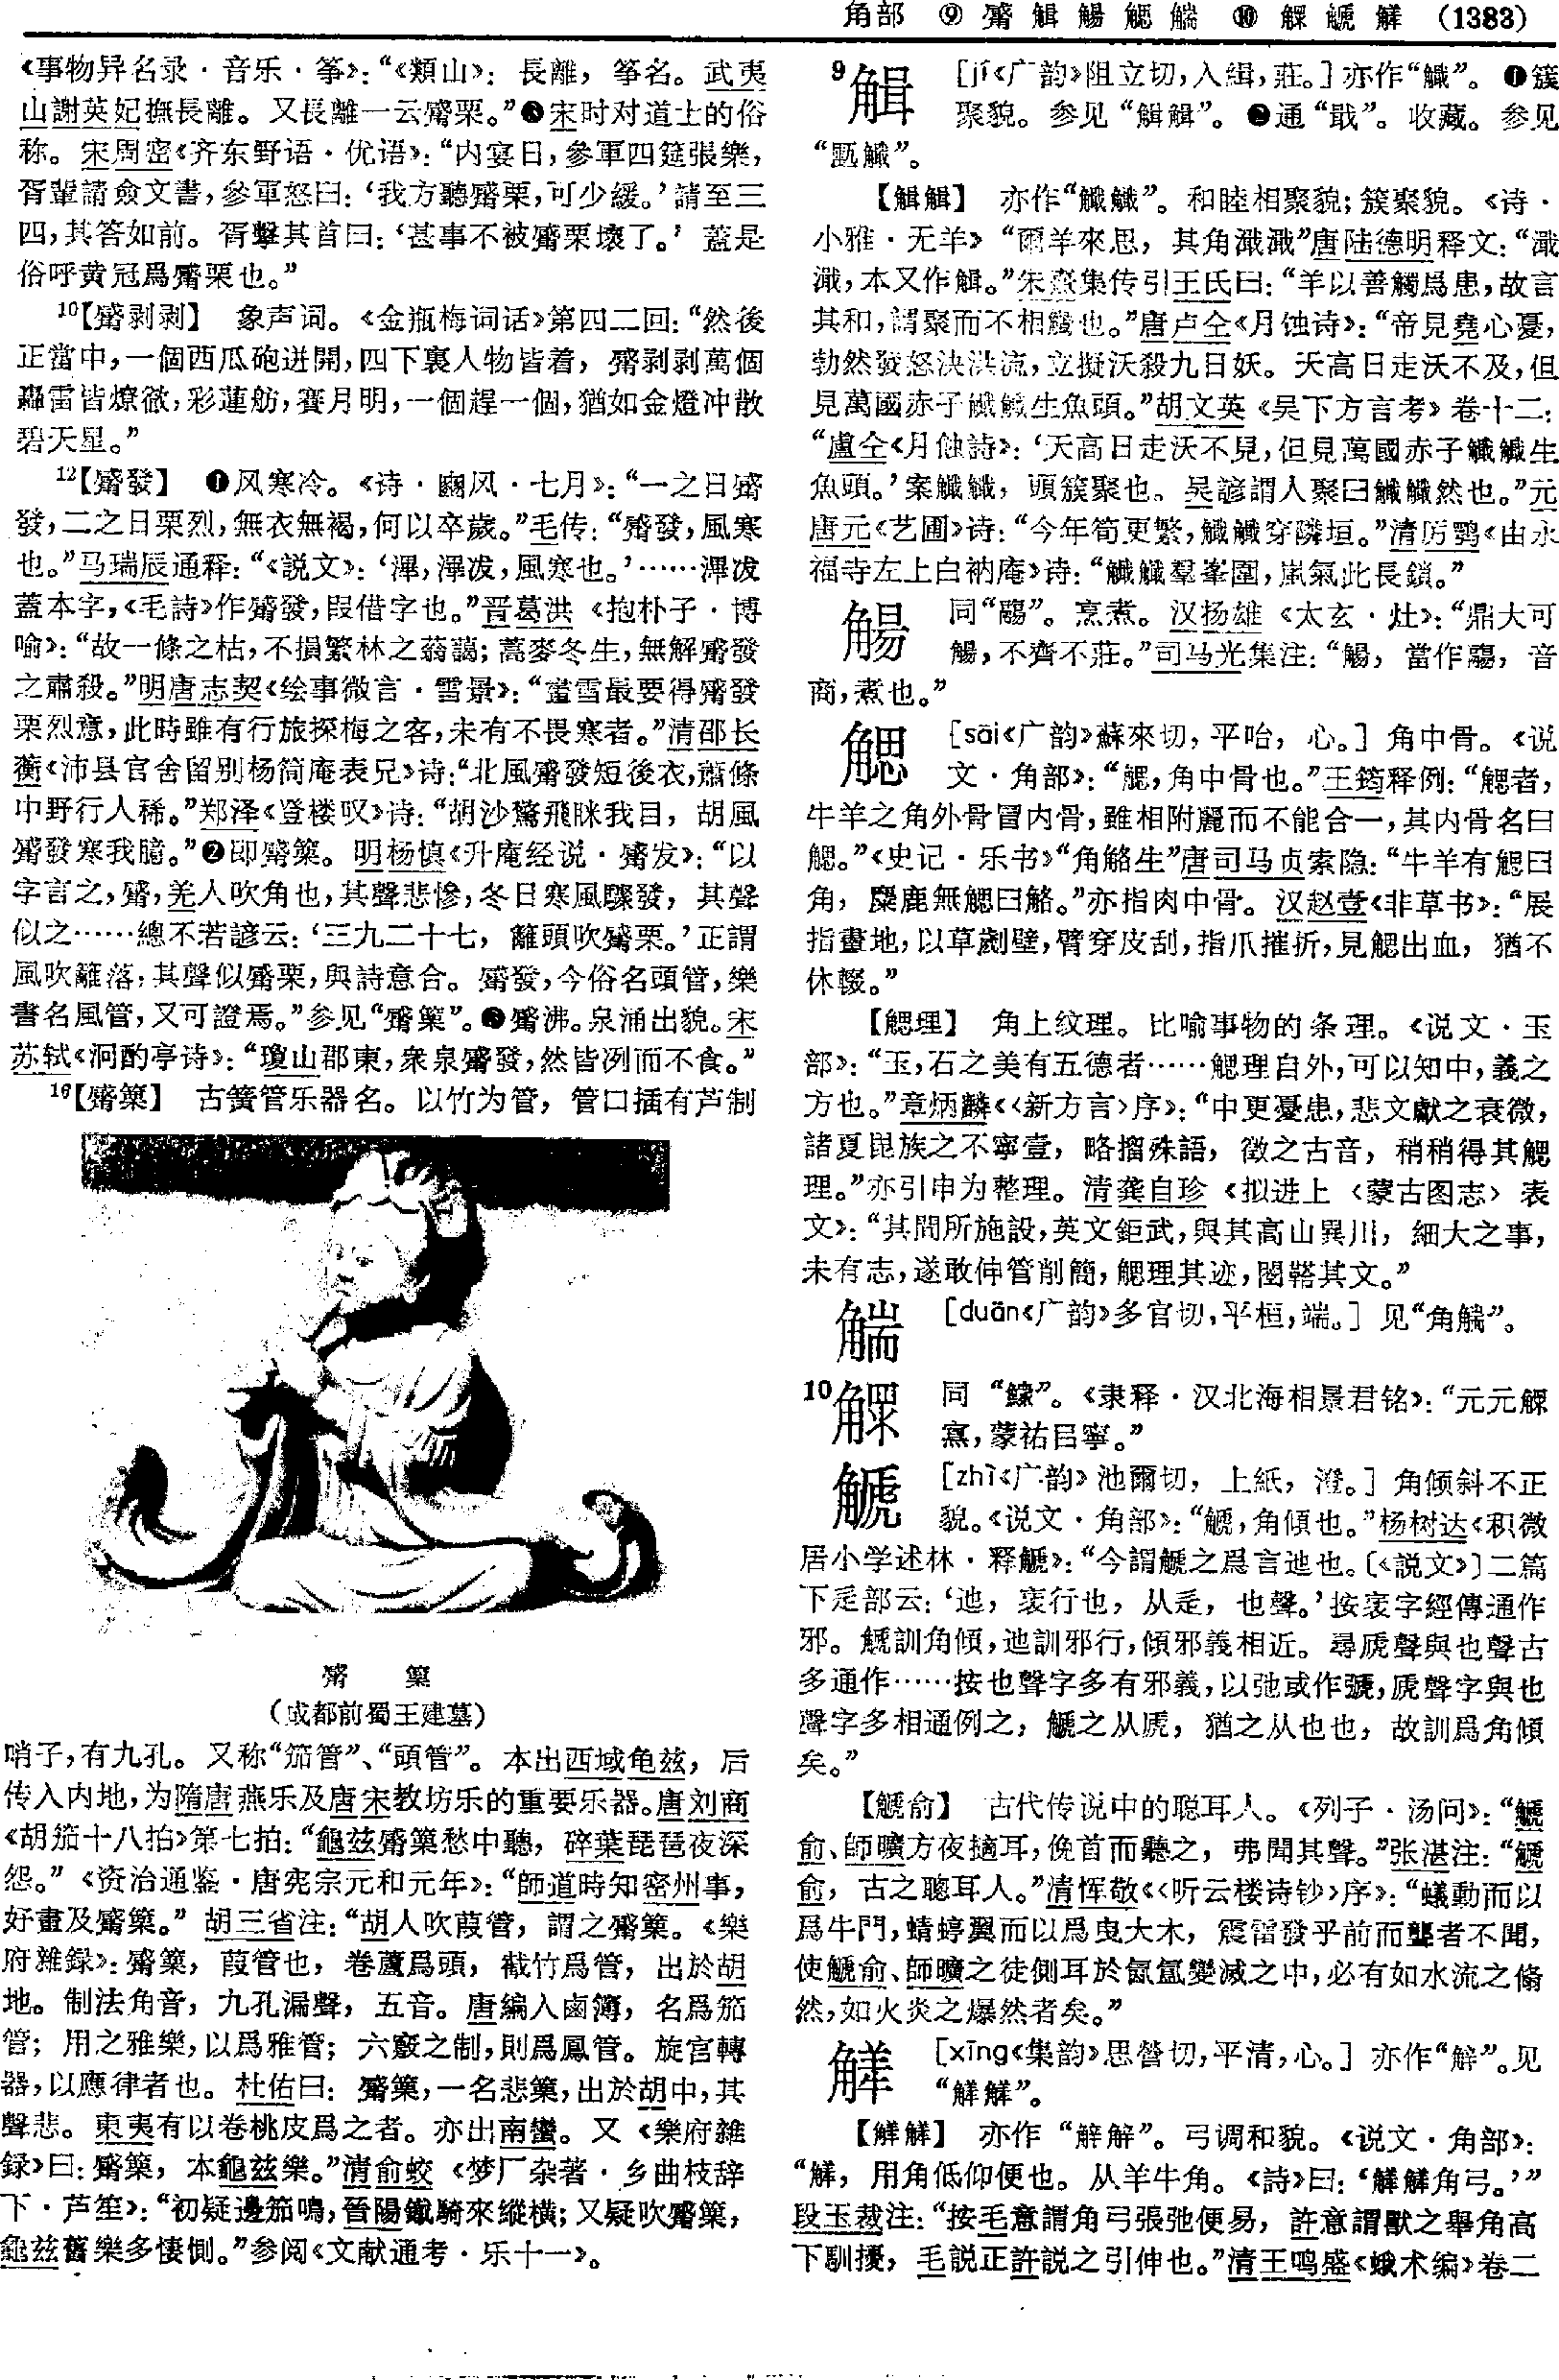 角部 ⑨ 觱 觘 觴 䚡 觿 ⑩ 觻 䚦 觲 (1383)
《事物异名录·音乐·筝》：“《類山》：長離，筝名。武夷
山謝英妃撫長離。又長離一云觱栗。”❸宋时对道士的俗
称。宋周密《齐东野语·优语》：“内宴日，參軍四筵張樂，
胥輩請僉文書，參軍怒曰：‘我方聽觱栗，可少緩。’請至三
四，其答如前。胥擊其首曰：‘甚事不被觱栗壞了。’蓋是
俗呼黄冠爲觱栗也。”
10【觱剥剥】 象声词。《金瓶梅词话》第四二回：“然後
正當中，一個西瓜砲迸開，四下裏人物皆着，觱剥剥萬個
轟雷皆燎徹，彩蓮舫，賽月明，一個趕一個，猶如金燈冲散
碧天星。”
12【觱發】 ❶风寒冷。《诗·豳风·七月》：“一之日觱
發，二之日栗烈，無衣無褐，何以卒歲。”毛传：“觱發，風寒
也。”马瑞辰通释：“《説文》：‘滭，滭冹，風寒也。’……滭冹
蓋本字，《毛詩》作觱發，叚借字也。”晋葛洪《抱朴子·博
喻》：“故一條之枯，不損繁林之蓊藹；蒿麥冬生，無解觱發
之肅殺。”明唐志契《绘事微言·雪景》：“畫雪最要得觱發
栗烈意，此時雖有行旅探梅之客，未有不畏寒者。”清邵长
蘅《沛县官舍留别杨简庵表兄》诗：“北風觱發短後衣，蕭條
中野行人稀。”郑泽《登楼叹》诗：“胡沙驚飛眯我目，胡風
觱發寒我臆。”❷即觱篥。明杨慎《升庵经说·觱发》：“以
字言之，觱，羌人吹角也，其聲悲慘，冬日寒風驟發，其聲
似之……總不若諺云：‘三九二十七，籬頭吹觱栗。’正謂
風吹籬落，其聲似觱栗，與詩意合。觱發，今俗名頭管，樂
書名風管，又可證焉。”参见“觱篥”。❸觱沸。泉涌出貌。宋
苏轼《泂酌亭诗》：“瓊山郡東，衆泉觱發，然皆冽而不食。”
16【觱篥】 古簧管乐器名。以竹为管，管口插有芦制
觱 篥
（成都前蜀王建墓）
哨子，有九孔。又称“笳管”、“頭管”。本出西域龟兹，后
传入内地，为隋唐燕乐及唐宋教坊乐的重要乐器。唐刘商
《胡笳十八拍》第七拍：“龜兹觱篥愁中聽，碎葉琵琶夜深
怨。”《资治通鉴·唐宪宗元和元年》：“師道時知密州事，
好畫及觱篥。”胡三省注：“胡人吹葭管，謂之觱篥。《樂
府雜録》：觱篥，葭管也，卷蘆爲頭，截竹爲管，出於胡
地。制法角音，九孔漏聲，五音。唐編入鹵簿，名爲笳
管；用之雅樂，以爲雅管；六竅之制，則爲鳳管。旋宫轉
器，以應律者也。杜佑曰：觱篥，一名悲篥，出於胡中，其
聲悲。東夷有以卷桃皮爲之者。亦出南蠻。又《樂府雜
録》曰：觱篥，本龜兹樂。”清俞蛟《梦厂杂著·乡曲枝辞
下·芦笙》：“初疑邊笳鳴，晉陽鐵騎來縱横；又疑吹觱篥，
龜兹舊樂多悽惻。”参阅《文献通考·乐十一》。
9 [jí《广韵》阻立切，入緝，莊。]亦作“觿”。❶簇
聚貌。参见“觘觘”。❷通“戢”。收藏。参见
【】 亦作“”。和睦相聚貌；簇聚貌。《诗·
小雅·无羊》“爾羊來思，其角濈濈”唐陆德明释文：“濈
濈，本又作。”朱熹集传引王氏曰：“羊以善觸爲患，故言
其和，謂聚而不相觸也。”唐卢仝《月蚀诗》：“帝見堯心憂，
勃然發怒決洪流，立擬沃殺九日妖。天高日走沃不及，但
見萬國赤子生魚頭。”胡文英《吴下方言考》卷十二：
“盧仝《月蝕詩》：‘天高日走沃不見，但見萬國赤子生
魚頭。’案，頭簇聚也。吴諺謂人聚曰然也。”元
唐元《艺圃》诗：“今年筍更繁，穿隣垣。”清厉鹗《由永
福寺左上白衲庵》诗：“羣峯圍，嵐氣此長鎖。”
同“”。烹煮。汉扬雄《太玄·灶》：“鼎大可
，不齊不莊。”司马光集注：“，當作，音
商，煮也。”
䚡 [sāi《广韵》蘇來切，平咍，心。]角中骨。《说
文·角部》：“䚡，角中骨也。”王筠释例：“䚡者，
牛羊之角外骨冒内骨，雖相附麗而不能合一，其内骨名曰
䚡。”《史记·乐书》“角觡生”唐司马贞索隐：“牛羊有䚡曰
角，麋鹿無䚡曰觡。”亦指肉中骨。汉赵壹《非草书》：“展
指畫地，以草劌壁，臂穿皮刮，指爪摧折，見䚡出血，猶不
休輟。”
【䚡理】 角上纹理。比喻事物的条理。《说文·玉
部》：“玉，石之美有五德者……䚡理自外，可以知中，義之
方也。”章炳麟《〈新方言〉序》：“中更憂患，悲文獻之衰微，
諸夏昆族之不寧壹，略摺殊語，徵之古音，稍稍得其䚡
理。”亦引申为整理。清龚自珍《拟进上〈蒙古图志〉表
文》：“其間所施設，英文鉅武，與其高山異川，細大之事，
未有志，遂敢伸管削簡，䚡理其迹，闓鞳其文。”
[duān《广韵》多官切，平桓，端。] 见“角”。
10 同“鰥”。《隶释·汉北海相景君铭》：“元元
寡，蒙祐㠯寧。”
[zhì《广韵》池爾切，上紙，澄。]角倾斜不正
貌。《说文·角部》：“，角傾也。”杨树达《积微
居小学述林·释》：“今謂之爲言迆也。〔《説文》〕二篇
下辵部云：‘迆，衺行也，从辵，也聲。’按衺字經傳通作
邪。訓角傾，迆訓邪行，傾邪義相近。尋虒聲與也聲古
多通作……按也聲字多有邪義，以弛或作𢐋，虒聲字與也
聲字多相通例之，之从虒，猶之从也也，故訓爲角傾
矣。”
【俞】 古代传说中的聪耳人。《列子·汤问》：“
俞、師曠方夜擿耳，俛首而聽之，弗聞其聲。”张湛注：“
俞，古之聰耳人。”清恽敬《〈听云楼诗钞〉序》：“蟻動而以
爲牛鬥，蜻蜓翼而以爲曳大木，震雷發乎前而聾者不聞，
使俞、師曠之徒側耳於氤氲變滅之中，必有如水流之翛
然，如火炎之爆然者矣。”
觲 [xīng《集韵》思營切，平清，心。]亦作“觧”。见
“觲觲”。
【觲觲】 亦作“觧觧”。弓调和貌。《说文·角部》：
“觲，用角低仰便也。从羊牛角。《詩》曰：‘觲觲角弓。’”
段玉裁注：“按毛意謂角弓張弛便易，許意謂獸之舉角高
下馴擾，毛説正許説之引伸也。”清王鸣盛《蛾术编》卷二